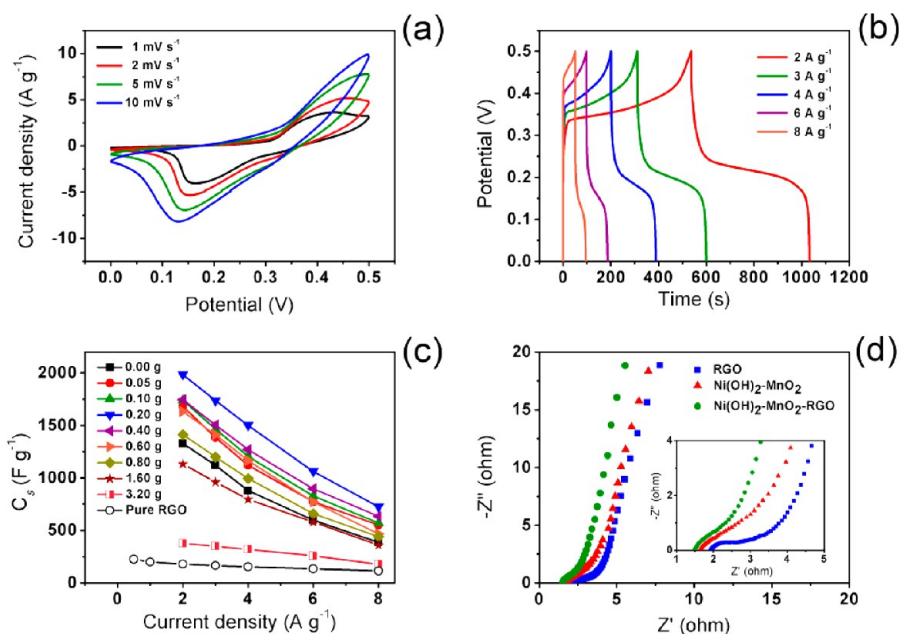 (a)
1 mV s⁻¹
2 mV s⁻¹
5 mV s⁻¹
10 mV s⁻¹
10
5
0
-5
-10
Current density (A g⁻¹)
0.0 0.1 0.2 0.3 0.4 0.5
Potential (V)
(b)
2 A g⁻¹
3 A g⁻¹
4 A g⁻¹
6 A g⁻¹
8 A g⁻¹
0.5
0.4
0.3
0.2
0.1
0.0
Potential (V)
0 200 400 600 800 1000 1200
Time (s)
(c)
0.00 g
0.05 g
0.10 g
0.20 g
0.40 g
0.60 g
0.80 g
1.60 g
3.20 g
Pure RGO
2000
1750
1500
1250
1000
750
500
250
0
Cₛ (F g⁻¹)
0 2 4 6 8
Current density (A g⁻¹)
(d)
RGO
Ni(OH)₂-MnO₂
Ni(OH)₂-MnO₂-RGO
20
15
10
5
0
-Z'' (ohm)
0 5 10 15 20
Z' (ohm)
4
2
0
-Z'' (ohm)
1 2 3 4 5
Z' (ohm)